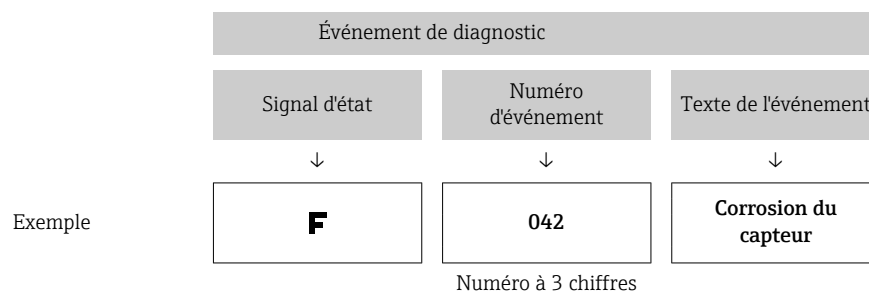 Événement de diagnostic
Signal d'état
Numéro
d'événement
Texte de l'événement
↓ ↓ ↓
Exemple
F
042
Corrosion du
capteur
Numéro à 3 chiffres